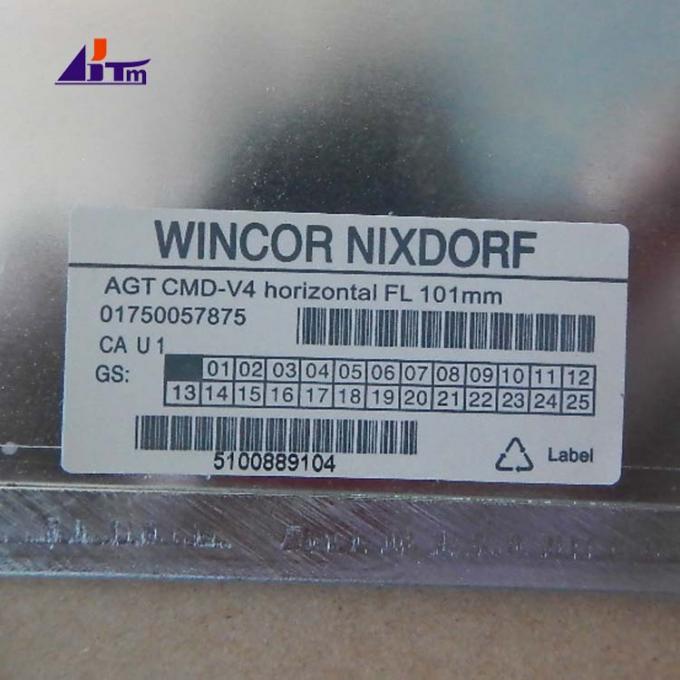 AJTm
WINCOR NIXDORF
AGT CMD-V4 horizontal FL 101mm
01750057875
CA U 1
GS: 01 02 03 04 05 06 07 08 09 10 11 12
13 14 15 16 17 18 19 20 21 22 23 24 25
5100889104
Label